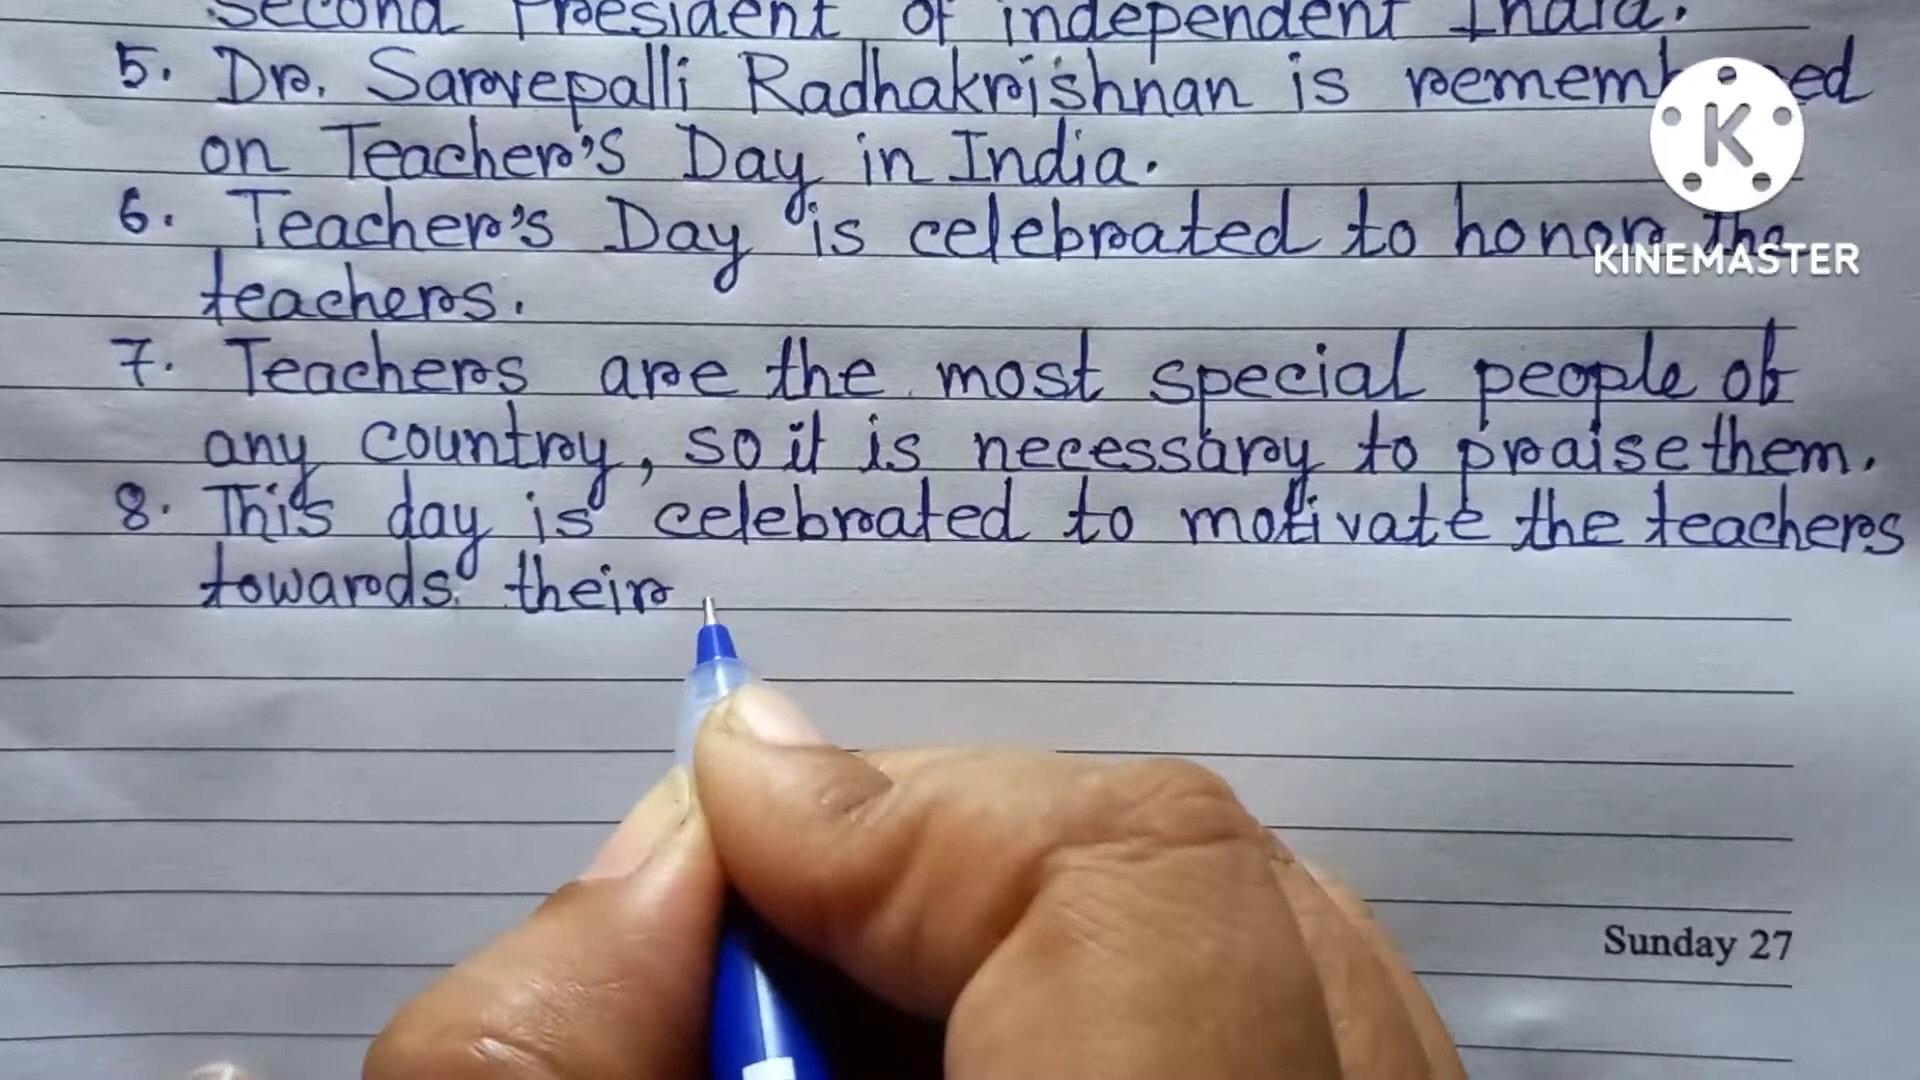 Second President of independent India.
5. Dr. Sarvepalli Radhakrishnan is remembered
on Teacher's Day in India.
6. Teacher's Day is celebrated to honor the
teachers.
7. Teachers are the most special people of
any country, so it is necessary to praise them.
8. This day is celebrated to motivate the teachers
towards their
K
KINEMASTER
Sunday 27